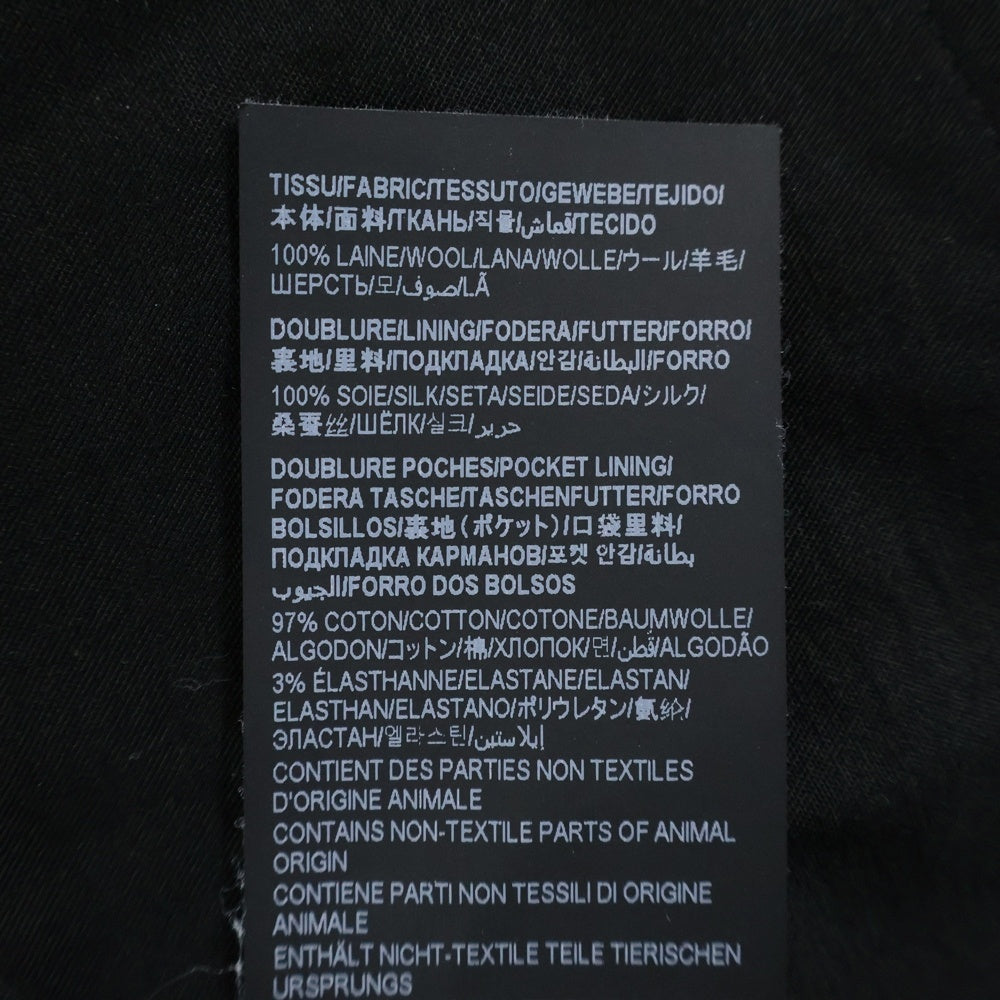 TISSU/FABRIC/TESSUTO/GEWEBE/TEJIDO/
本体/面料/ТКАНЬ/직물/قماش/TECIDO
100% LAINE/WOOL/LANA/WOLLE/ウール/羊毛/
ШЕРСТЬ/모/صوف/LÃ
DOUBLURE/LINING/FODERA/FUTTER/FORRO/
裏地/里料/ПОДКЛАДКА/안감/البطانة/FORRO
100% SOIE/SILK/SETA/SEIDE/SEDA/シルク/
桑蚕丝/ШЁЛК/실크/حرير
DOUBLURE POCHES/POCKET LINING/
FODERA TASCHE/TASCHENFUTTER/FORRO
BOLSILLOS/裏地(ポケット)/口袋里料/
ПОДКЛАДКА КАРМАНОВ/포켓 안감/بطانة
الجيوب/FORRO DOS BOLSOS
97% COTON/COTTON/COTONE/BAUMWOLLE/
ALGODON/コットン/棉/ХЛОПОК/면/قطن/ALGODÃO
3% ÉLASTHANNE/ELASTANE/ELASTAN/
ELASTHAN/ELASTANO/ポリウレタン/氨纶/
ЭЛАСТАН/엘라스틴/إيلاستين
CONTIENT DES PARTIES NON TEXTILES
D'ORIGINE ANIMALE
CONTAINS NON-TEXTILE PARTS OF ANIMAL
ORIGIN
CONTIENE PARTI NON TESSILI DI ORIGINE
ANIMALE
ENTHÄLT NICHT-TEXTILE TEILE TIERISCHEN
URSPRUNGS